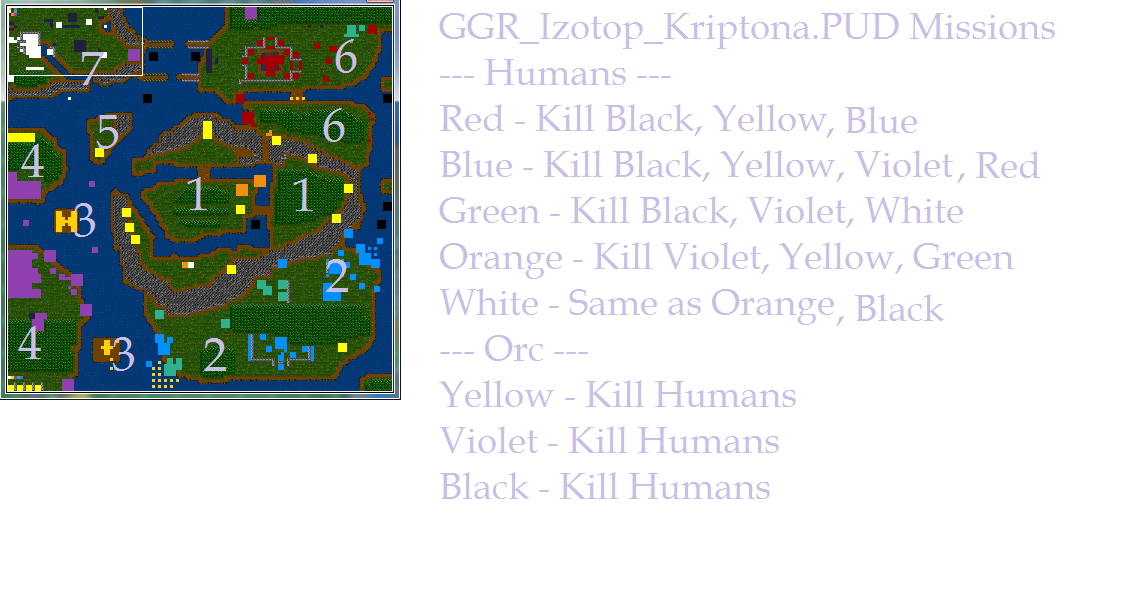 GGR_Izotop_Kriptona.PUD Missions
--- Humans ---
Red - Kill Black, Yellow, Blue
Blue - Kill Black, Yellow, Violet, Red
Green - Kill Black, Violet, White
Orange - Kill Violet, Yellow, Green
White - Same as Orange, Black
--- Orc ---
Yellow - Kill Humans
Violet - Kill Humans
Black - Kill Humans
7
6
5
6
4
1
1
3
2
4
3
2